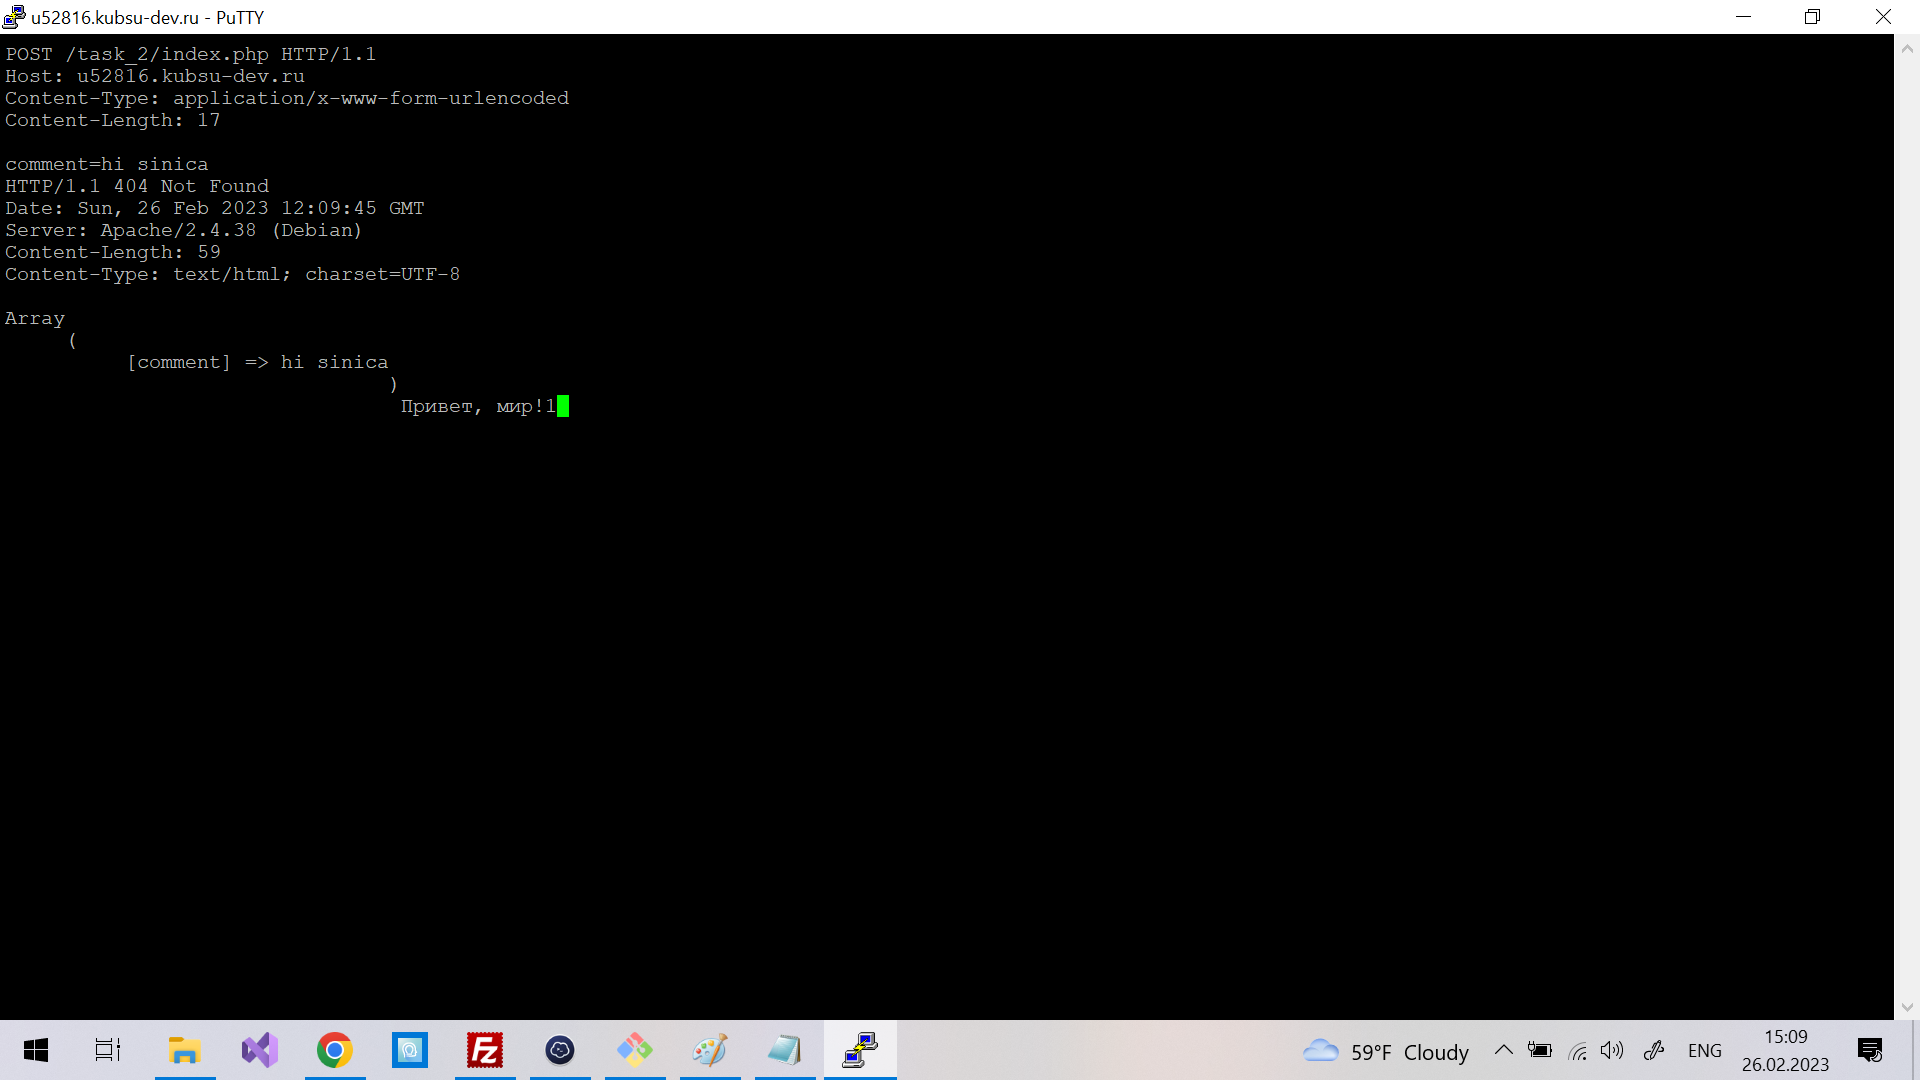 u52816.kubsu-dev.ru - PuTTY
POST /task_2/index.php HTTP/1.1
Host: u52816.kubsu-dev.ru
Content-Type: application/x-www-form-urlencoded
Content-Length: 17
comment=hi sinica
HTTP/1.1 404 Not Found
Date: Sun, 26 Feb 2023 12:09:45 GMT
Server: Apache/2.4.38 (Debian)
Content-Length: 59
Content-Type: text/html; charset=UTF-8
Array
(
[comment] => hi sinica
)
Привет, мир!1
Fz
59°F Cloudy
ENG
15:09
26.02.2023